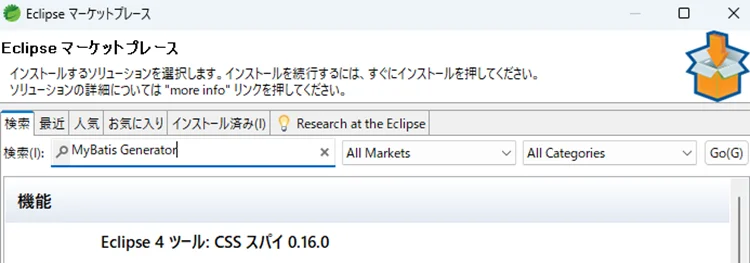 Eclipse マーケットプレース
Eclipse マーケットプレース
インストールするソリューションを選択します。インストールを続行するには、すぐにインストールを押してください。
ソリューションの詳細については "more info" リンクを押してください。
検索 最近 人気 お気に入り インストール済み(I) Research at the Eclipse
検索(I): MyBatis Generator All Markets All Categories Go(G)
機能
Eclipse 4 ツール: CSS スパイ 0.16.0